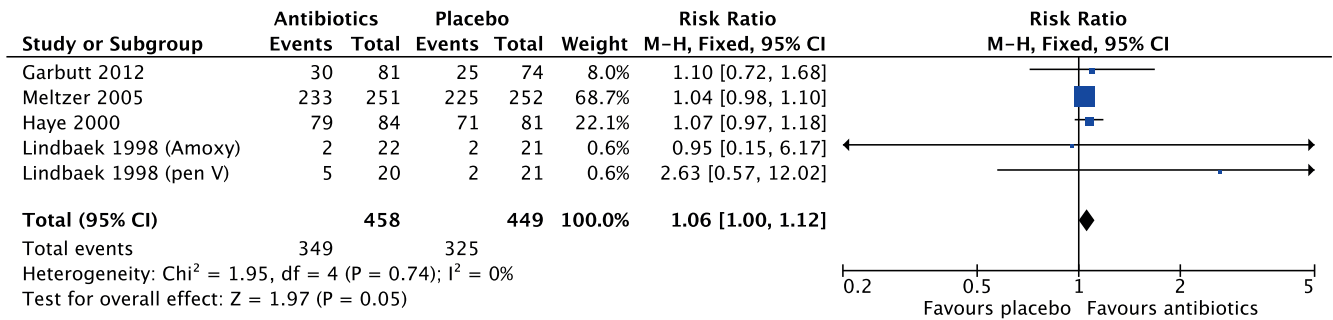 Antibiotics Placebo Risk Ratio Risk Ratio
Study or Subgroup Events Total Events Total Weight M-H, Fixed, 95% CI M-H, Fixed, 95% CI
Garbutt 2012 30 81 25 74 8.0% 1.10 [0.72, 1.68]
Meltzer 2005 233 251 225 252 68.7% 1.04 [0.98, 1.10]
Haye 2000 79 84 71 81 22.1% 1.07 [0.97, 1.18]
Lindbaek 1998 (Amoxy) 2 22 2 21 0.6% 0.95 [0.15, 6.17]
Lindbaek 1998 (pen V) 5 20 2 21 0.6% 2.63 [0.57, 12.02]
Total (95% CI) 458 449 100.0% 1.06 [1.00, 1.12]
Total events 349 325
Heterogeneity: Chi² = 1.95, df = 4 (P = 0.74); I² = 0%
Test for overall effect: Z = 1.97 (P = 0.05)
0.2 0.5 1 2 5
Favours placebo Favours antibiotics